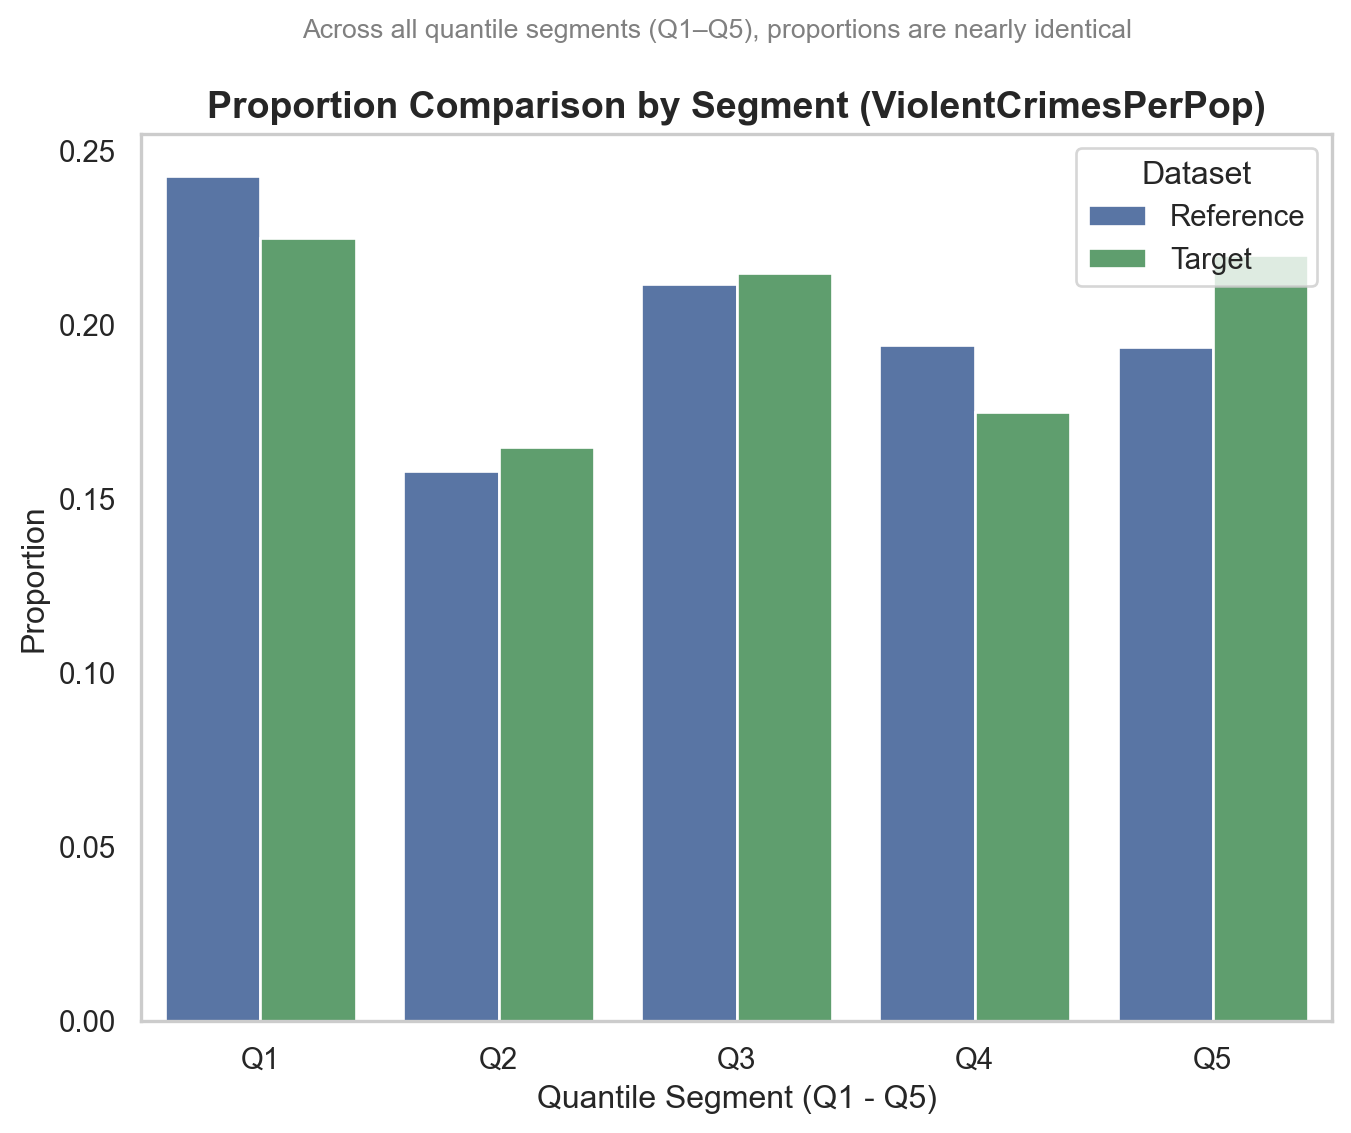 Across all quantile segments (Q1–Q5), proportions are nearly identical
Proportion Comparison by Segment (ViolentCrimesPerPop)
0.25
0.20
0.15
0.10
0.05
0.00
Proportion
Dataset
Reference
Target
Q1
Q2
Q3
Q4
Q5
Quantile Segment (Q1 - Q5)